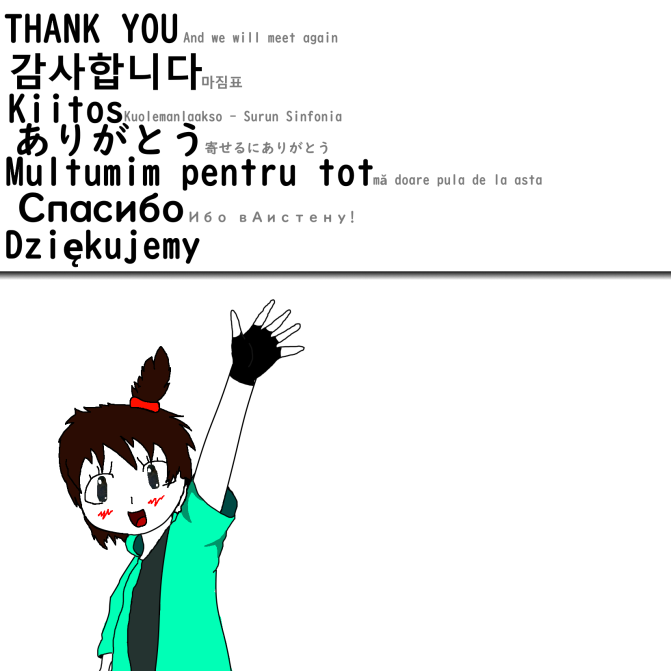 THANK YOU And we will meet again
감사합니다 마짐표
Kiitos Kuolemanlaakso - Surun Sinfonia
ありがとう 寄せるにありがとう
Multumim pentru tot mă doare pula de la asta
Спасибо Ибо вАистену!
Dziękujemy